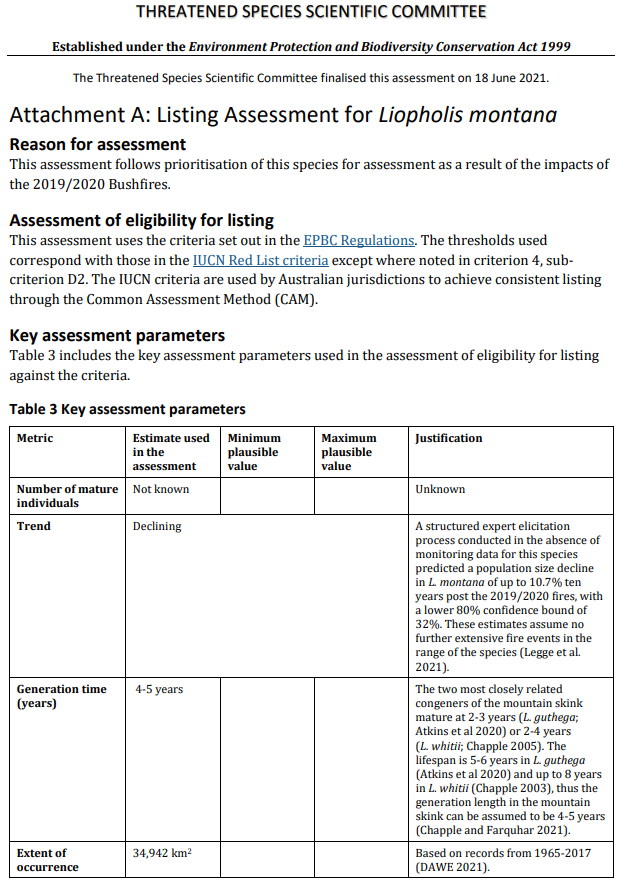 THREATENED SPECIES SCIENTIFIC COMMITTEE
Established under the Environment Protection and Biodiversity Conservation Act 1999
The Threatened Species Scientific Committee finalised this assessment on 18 June 2021.
Attachment A: Listing Assessment for Liopholis montana
Reason for assessment
This assessment follows prioritisation of this species for assessment as a result of the impacts of
the 2019/2020 Bushfires.
Assessment of eligibility for listing
This assessment uses the criteria set out in the EPBC Regulations. The thresholds used
correspond with those in the IUCN Red List criteria except where noted in criterion 4, sub-
criterion D2. The IUCN criteria are used by Australian jurisdictions to achieve consistent listing
through the Common Assessment Method (CAM).
Key assessment parameters
Table 3 includes the key assessment parameters used in the assessment of eligibility for listing
against the criteria.
Table 3 Key assessment parameters
Metric
Estimate used
in the
assessment
Minimum
plausible
value
Maximum
plausible
value
Justification
Number of mature
individuals
Not known
Unknown
Trend
Declining
A structured expert elicitation
process conducted in the absence of
monitoring data for this species
predicted a population size decline
in L. montana of up to 10.7% ten
years post the 2019/2020 fires, with
a lower 80% confidence bound of
32%. These estimates assume no
further extensive fire events in the
range of the species (Legge et al.
2021).
Generation time
(years)
4-5 years
The two most closely related
congeners of the mountain skink
mature at 2-3 years (L. guthega;
Atkins et al 2020) or 2-4 years
(L. whitii; Chapple 2005). The
lifespan is 5-6 years in L. guthega
(Atkins et al 2020) and up to 8 years
in L. whitii (Chapple 2003), thus the
generation length in the mountain
skink can be assumed to be 4-5 years
(Chapple and Farquhar 2021).
Extent of
occurrence
34,942 km²
Based on records from 1965-2017
(DAWE 2021).